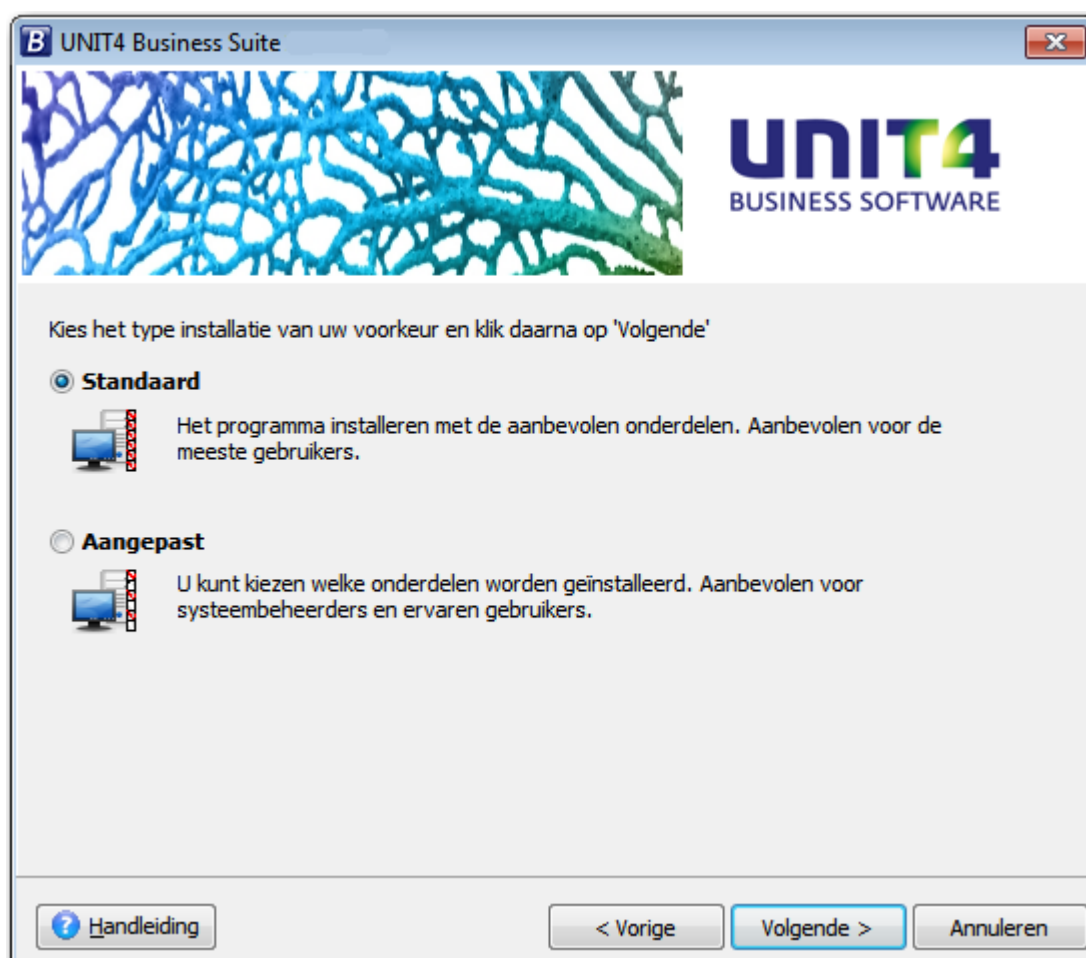 UNIT4 Business Suite
UNIT4
BUSINESS SOFTWARE
Kies het type installatie van uw voorkeur en klik daarna op 'Volgende'
Standaard
Het programma installeren met de aanbevolen onderdelen. Aanbevolen voor de
meeste gebruikers.
Aangepast
U kunt kiezen welke onderdelen worden geïnstalleerd. Aanbevolen voor
systeembeheerders en ervaren gebruikers.
Handleiding
< Vorige
Volgende >
Annuleren